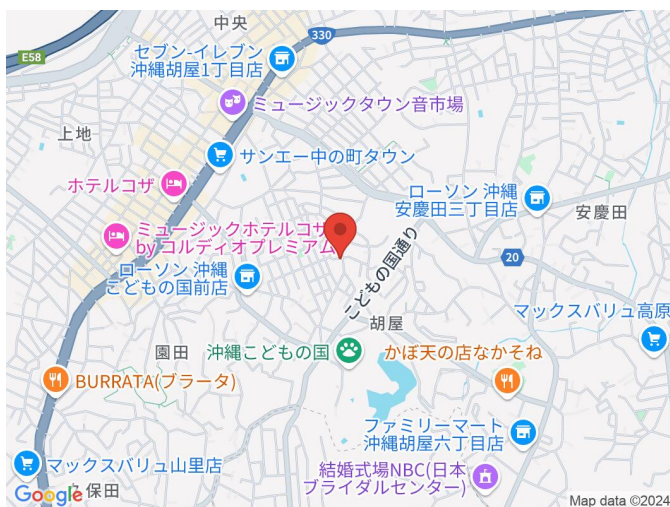 中央
E58
330
セブン-イレブン
沖縄胡屋1丁目店
ミュージックタウン音市場
上地
サンエー中の町タウン
ホテルコザ
ローソン 沖縄
安慶田三丁目店
安慶田
ミュージックホテルコザ
by コルディオプレミアム
こどもの国通り
20
ローソン 沖縄
こどもの国前店
マックスバリュ高原
胡屋
園田
沖縄こどもの国
かぼ天の店なかそね
BURRATA(ブラータ)
ファミリーマート
沖縄胡屋六丁目店
マックスバリュ山里店
結婚式場NBC(日本
ブライダルセンター)
保田
Google
Map data ©2024